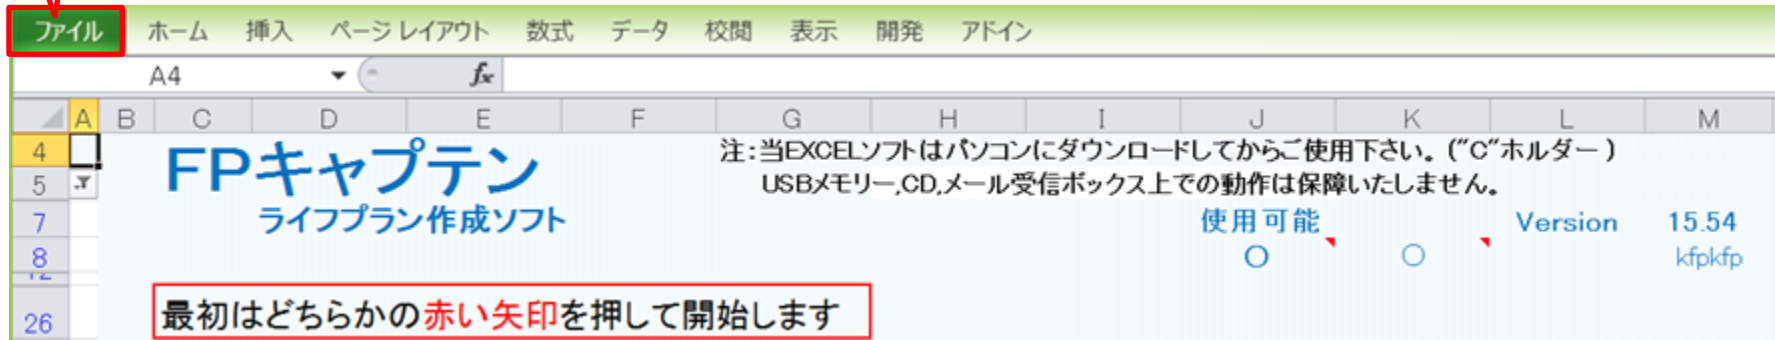 ファイル ホーム 挿入 ページ レイアウト 数式 データ 校閲 表示 開発 アドイン
A4 fx
A B C D E F G H I J K L M
4
FPキャプテン
注:当EXCELソフトはパソコンにダウンロードしてからご使用下さい。("C"ホルダー )
5
USBメモリー,CD,メール受信ボックス上での動作は保障いたしません。
7 ライフプラン作成ソフト 使用可能 Version 15.54
8 ○ ○ kfpkfp
12
26 最初はどちらかの赤い矢印を押して開始します